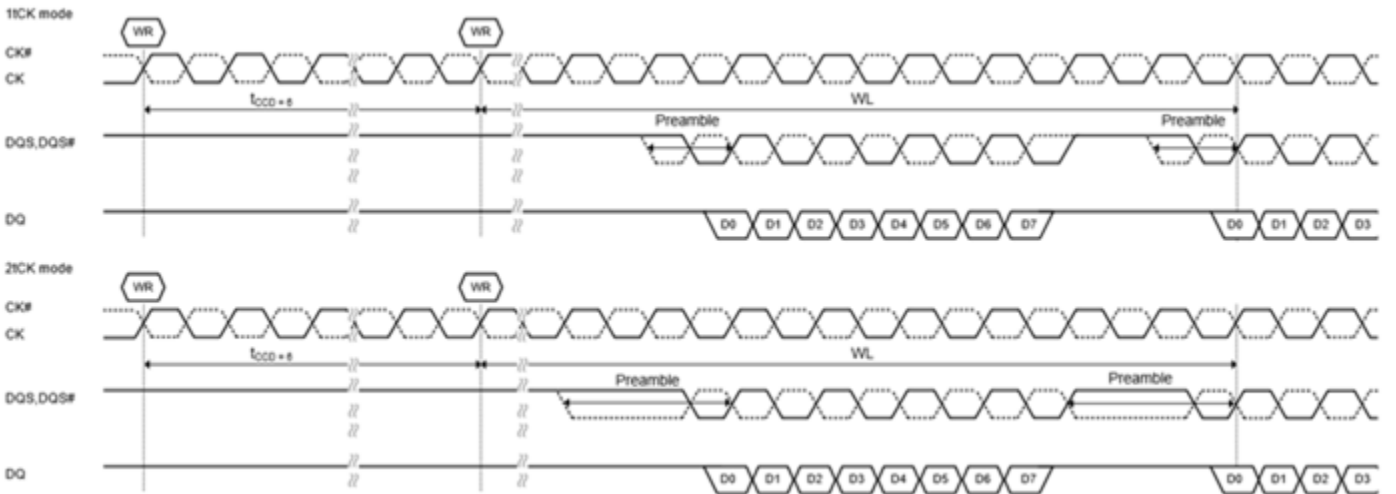 1tCK mode
WR WR
CK#
CK
tCCD = 6 WL
Preamble Preamble
DQS,DQS#
DQ D0 D1 D2 D3 D4 D5 D6 D7 D0 D1 D2 D3
2tCK mode
WR WR
CK#
CK
tCCD = 6 WL
Preamble Preamble
DQS,DQS#
DQ D0 D1 D2 D3 D4 D5 D6 D7 D0 D1 D2 D3